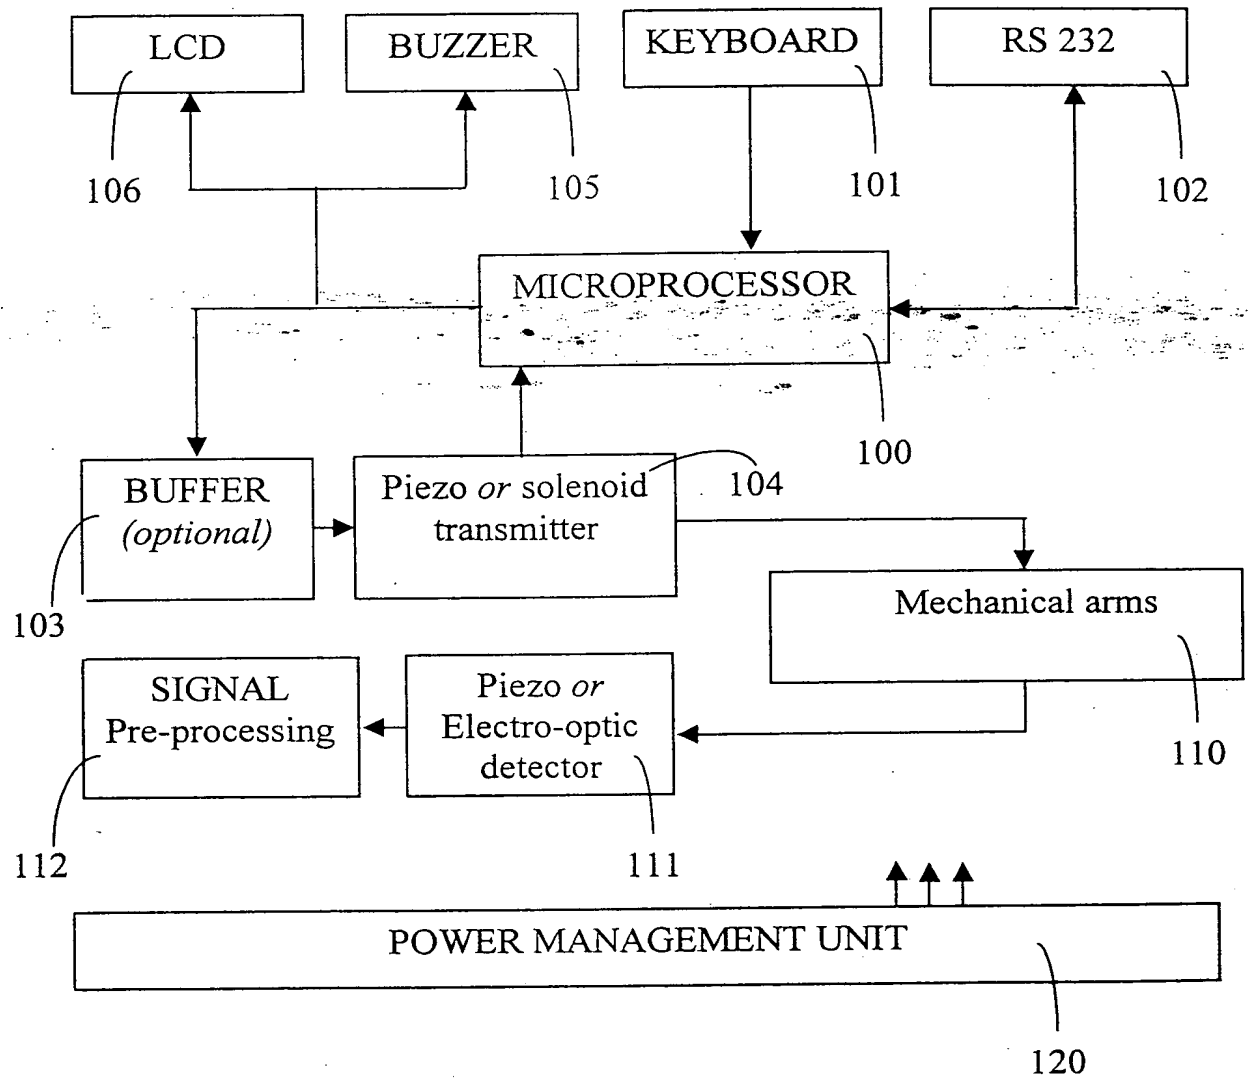 LCD
BUZZER
KEYBOARD
RS 232
106
105
101
102
MICROPROCESSOR
100
BUFFER
(optional)
103
Piezo or solenoid
transmitter
104
Mechanical arms
110
SIGNAL
Pre-processing
112
Piezo or
Electro-optic
detector
111
POWER MANAGEMENT UNIT
120